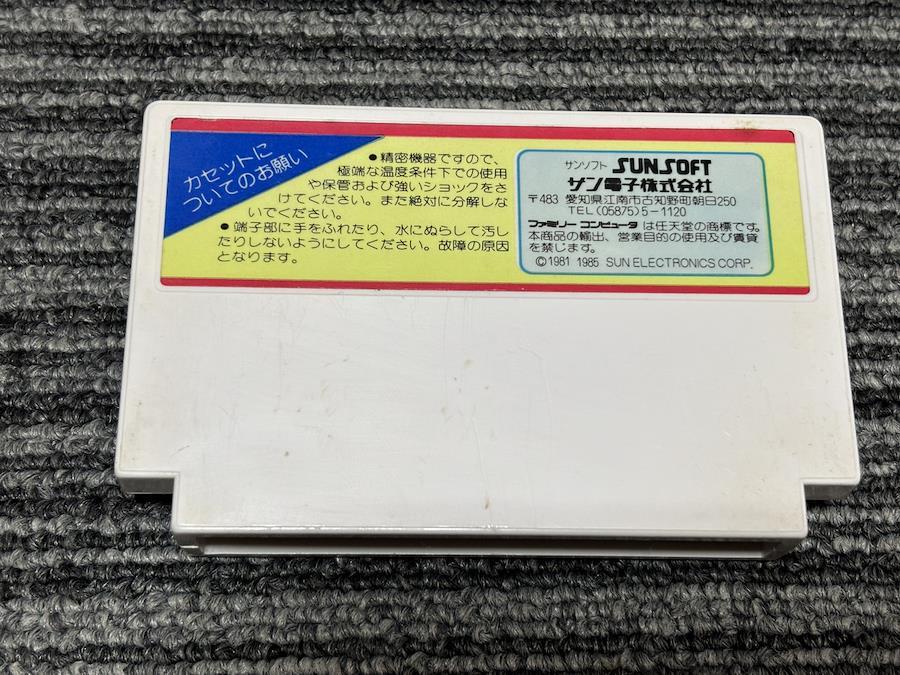 カセットに
ついてのお願い
●精密機器ですので、
極端な温度条件下での使用
や保管および強いショックをさ
けてください。また絶対に分解しな
いでください。
●端子部に手をふれたり、水にぬらして汚し
たりしないようにしてください。故障の原因
となります。
サンソフト SUNSOFT
サン電子株式会社
〒483 愛知県江南市古知野町朝日250
TEL(05875)5-1120
ファミリー コンピュータ は任天堂の商標です。
本商品の輸出、営業目的の使用及び賃貸
を禁じます。
©1981 1985 SUN ELECTRONICS CORP.